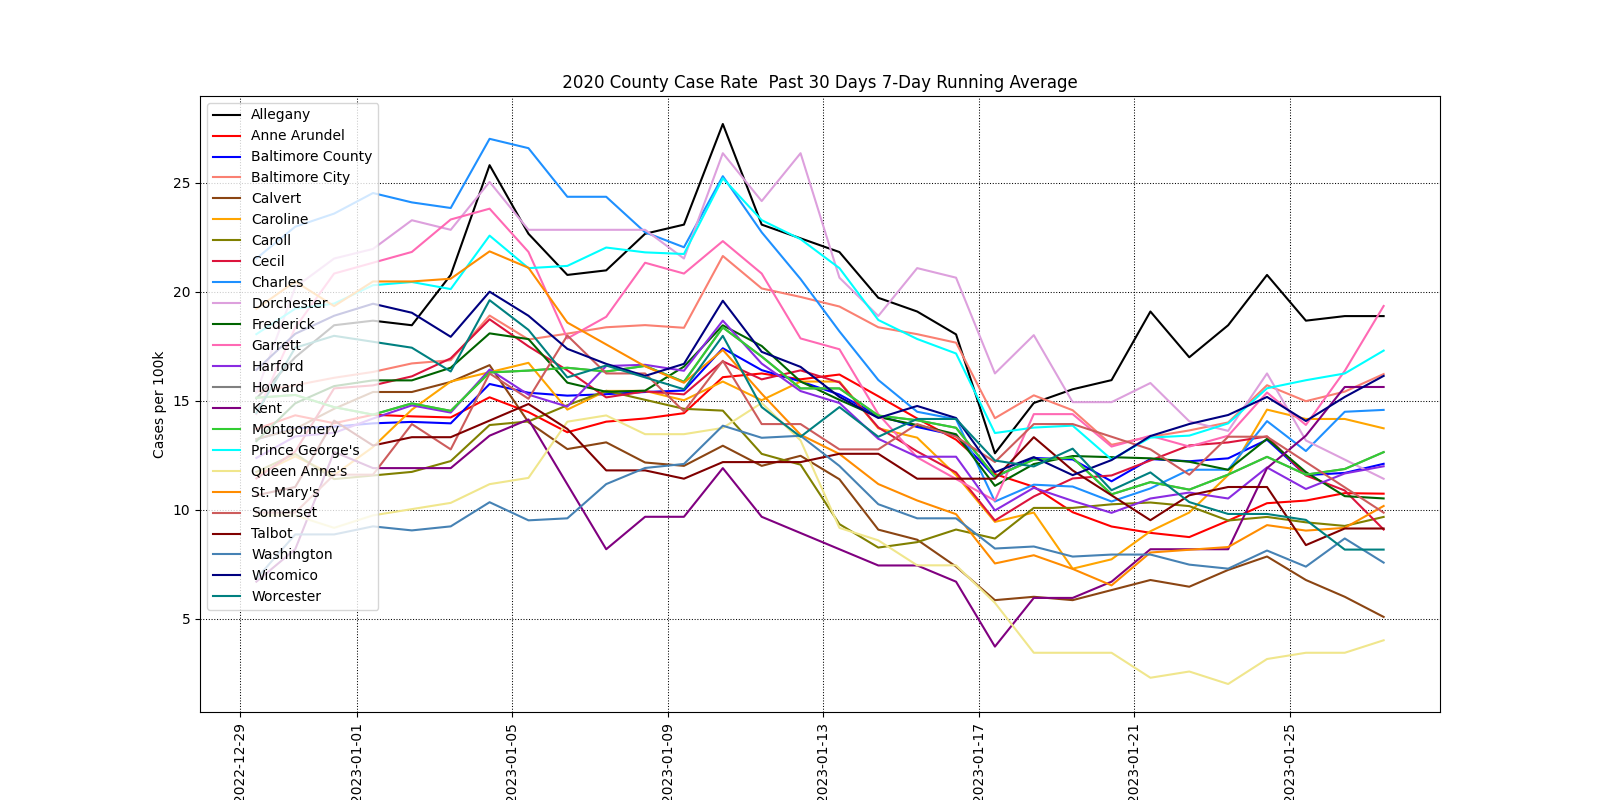 2020 County Case Rate  Past 30 Days 7-Day Running Average
Cases per 100k
25
20
15
10
5
Allegany
Anne Arundel
Baltimore County
Baltimore City
Calvert
Caroline
Caroll
Cecil
Charles
Dorchester
Frederick
Garrett
Harford
Howard
Kent
Montgomery
Prince George's
Queen Anne's
St. Mary's
Somerset
Talbot
Washington
Wicomico
Worcester
2022-12-29
2023-01-01
2023-01-05
2023-01-09
2023-01-13
2023-01-17
2023-01-21
2023-01-25